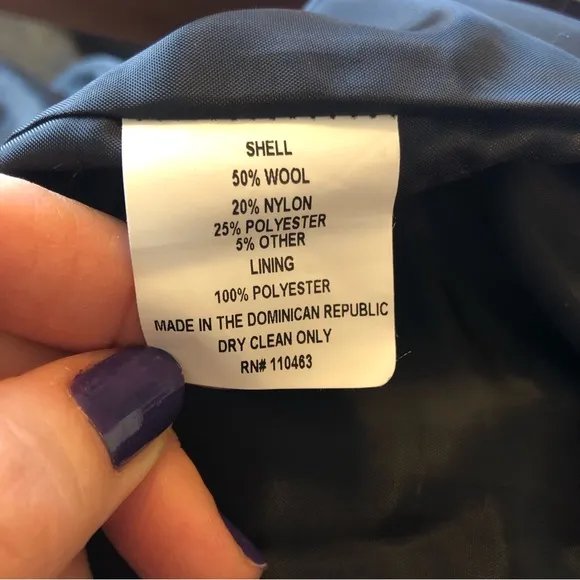 SHELL
50% WOOL
20% NYLON
25% POLYESTER
5% OTHER
LINING
100% POLYESTER
MADE IN THE DOMINICAN REPUBLIC
DRY CLEAN ONLY
RN# 110463